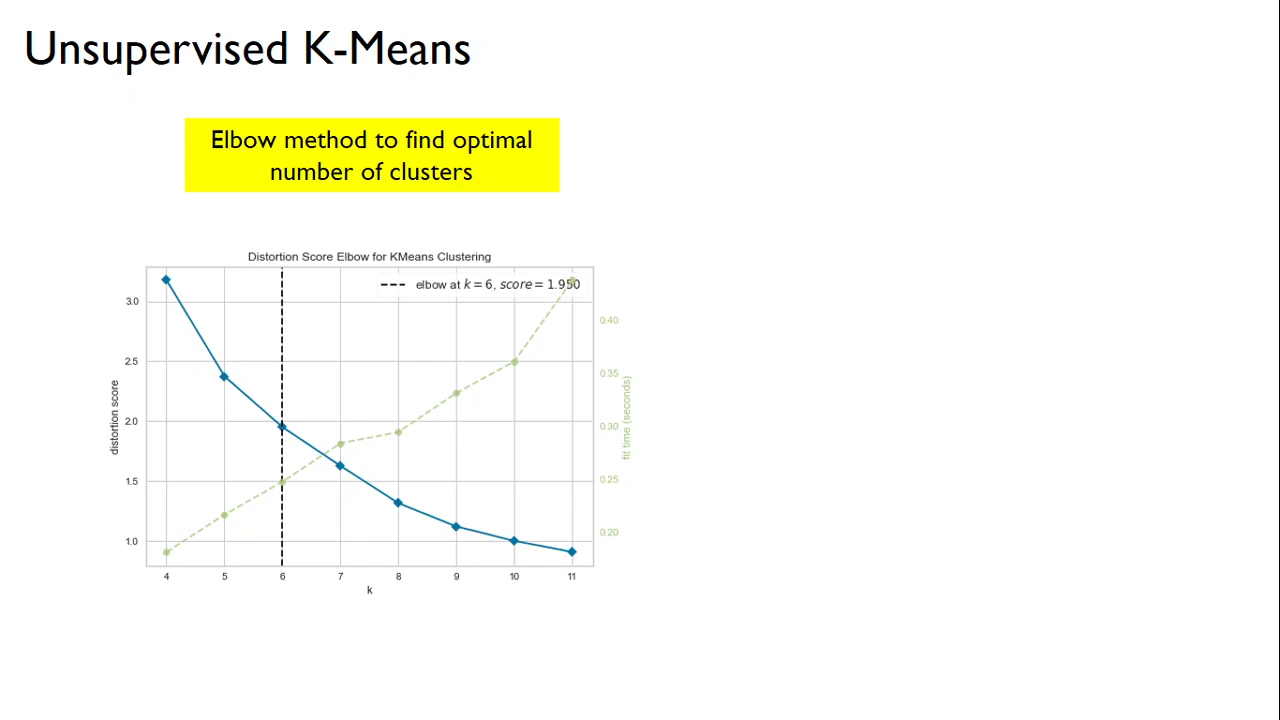 Unsupervised K-Means
Elbow method to find optimal
number of clusters
Distortion Score Elbow for KMeans Clustering
elbow at k = 6, score = 1.950
3.0
2.5
2.0
1.5
1.0
distortion score
0.40
0.35
0.30
0.25
0.20
fit time (seconds)
4 5 6 7 8 9 10 11
k